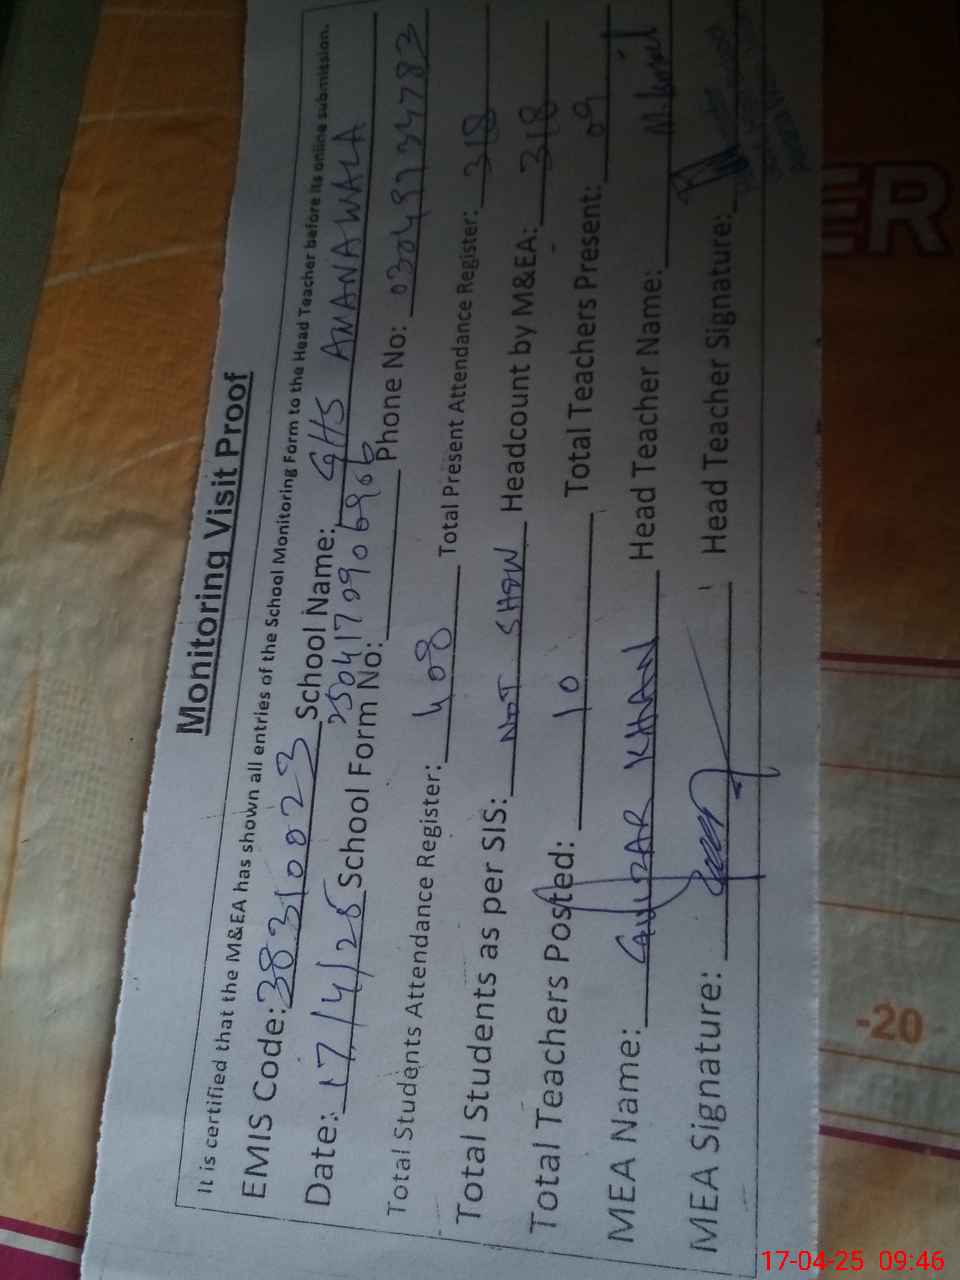 Monitoring Visit Proof
It is certified that the M&EA has shown all entries of the School Monitoring Form to the Head Teacher before its online submission.
EMIS Code: 38310023 School Name: GHS AMANAWALA
Date: 17/4/25 School Form No: 2504170906906 Phone No: 03048734783
Total Students Attendance Register: 408 Total Present Attendance Register: 318
Total Students as per SIS: NOT SHOW Headcount by M&EA: 318
Total Teachers Posted: 10 Total Teachers Present: 09
MEA Name: GULZAR KHAN Head Teacher Name:
MEA Signature: Head Teacher Signature:
ER
-20
17-04-25 09:46